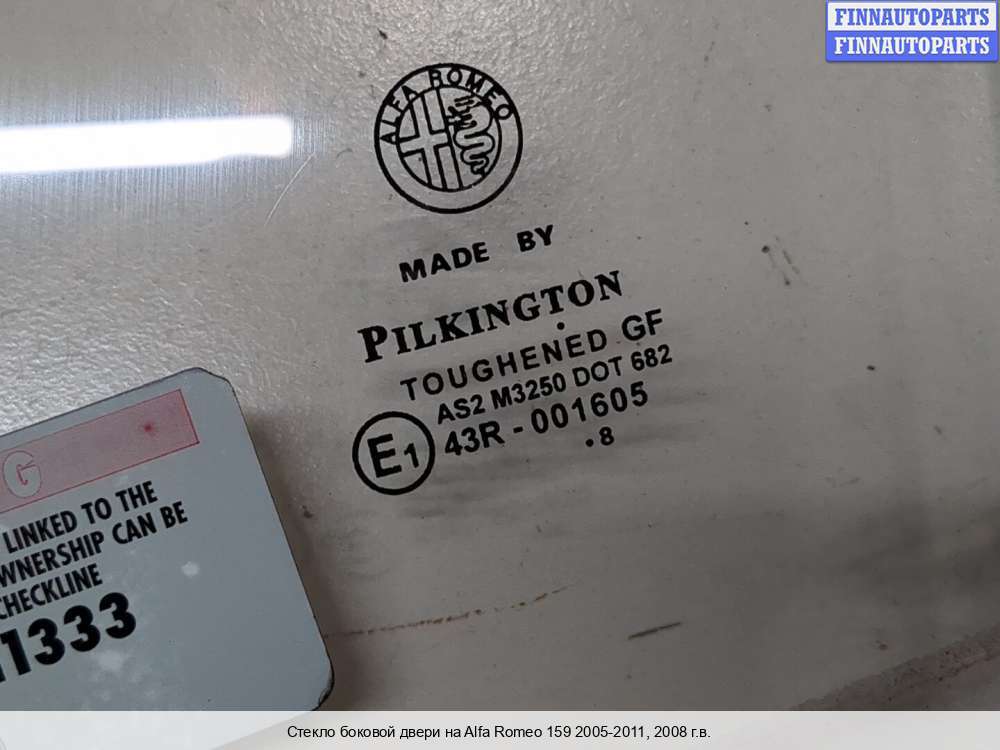 FINNAUTOPARTS
FINNAUTOPARTS
ALFA ROMEO
MADE BY
PILKINGTON
TOUGHENED GF
AS2 M3250 DOT 682
E1 43R - 001605
.8
G
LINKED TO THE
WNERSHIP CAN BE
CHECKLINE
1333
Стекло боковой двери на Alfa Romeo 159 2005-2011, 2008 г.в.